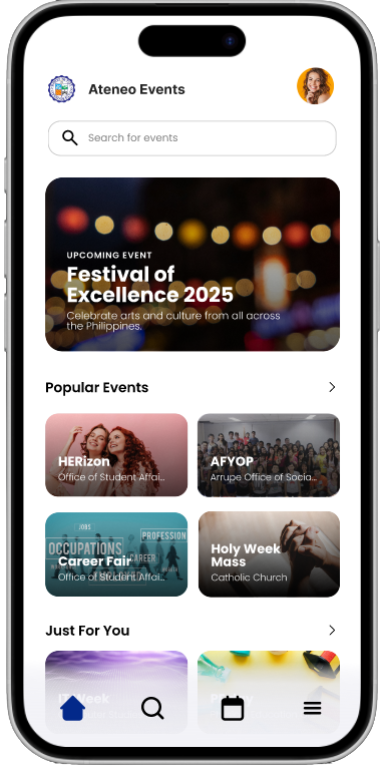 Ateneo Events
Search for events
UPCOMING EVENT
Festival of
Excellence 2025
Celebrate arts and culture from all across
the Philippines.
Popular Events
HERizon
Office of Student Affai...
AFYOP
Arrupe Office of Socia...
JOBS
PROFESSION
OCCUPATIONS
CAREER
Career Fair
Office of Student Affai...
Holy Week
Mass
Catholic Church
Just For You
IT Week